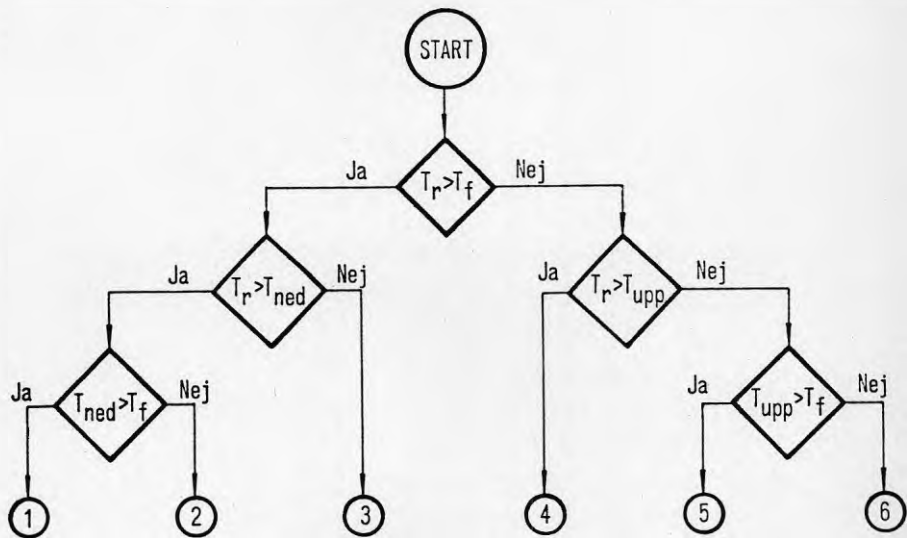 START
Ja
T_r>T_f
Nej
Ja
T_r>T_ned
Nej
Ja
T_r>T_upp
Nej
Ja
T_ned>T_f
Nej
Ja
T_upp>T_f
Nej
1
2
3
4
5
6